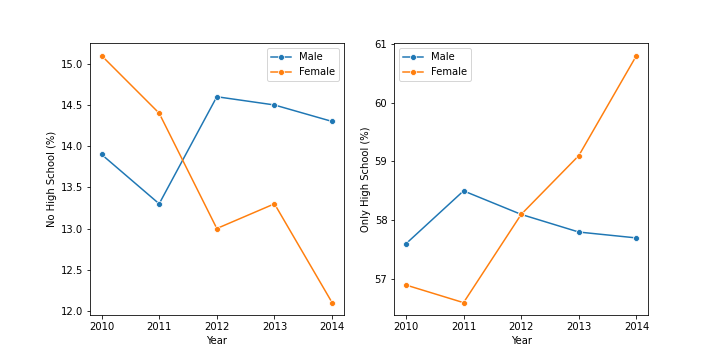 No High School (%)
15.0
14.5
14.0
13.5
13.0
12.5
12.0
2010 2011 2012 2013 2014
Year
Male
Female
Only High School (%)
61
60
59
58
57
2010 2011 2012 2013 2014
Year
Male
Female